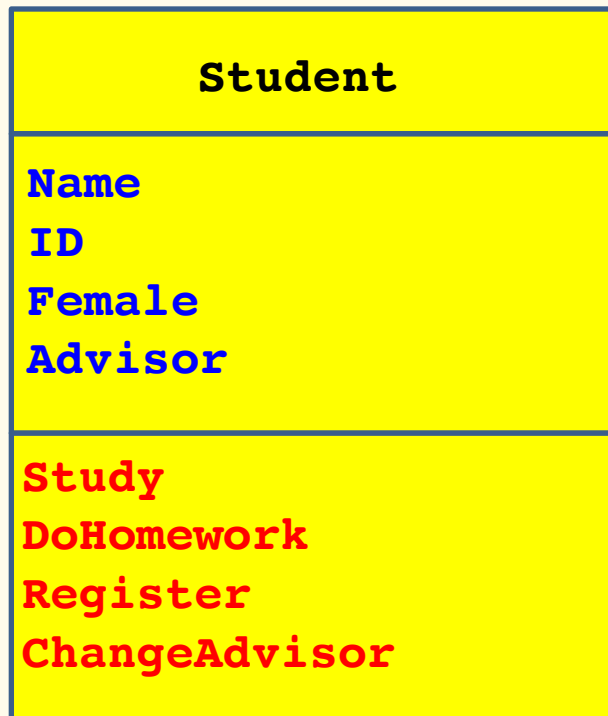 Student
Name
ID
Female
Advisor
Study
DoHomework
Register
ChangeAdvisor